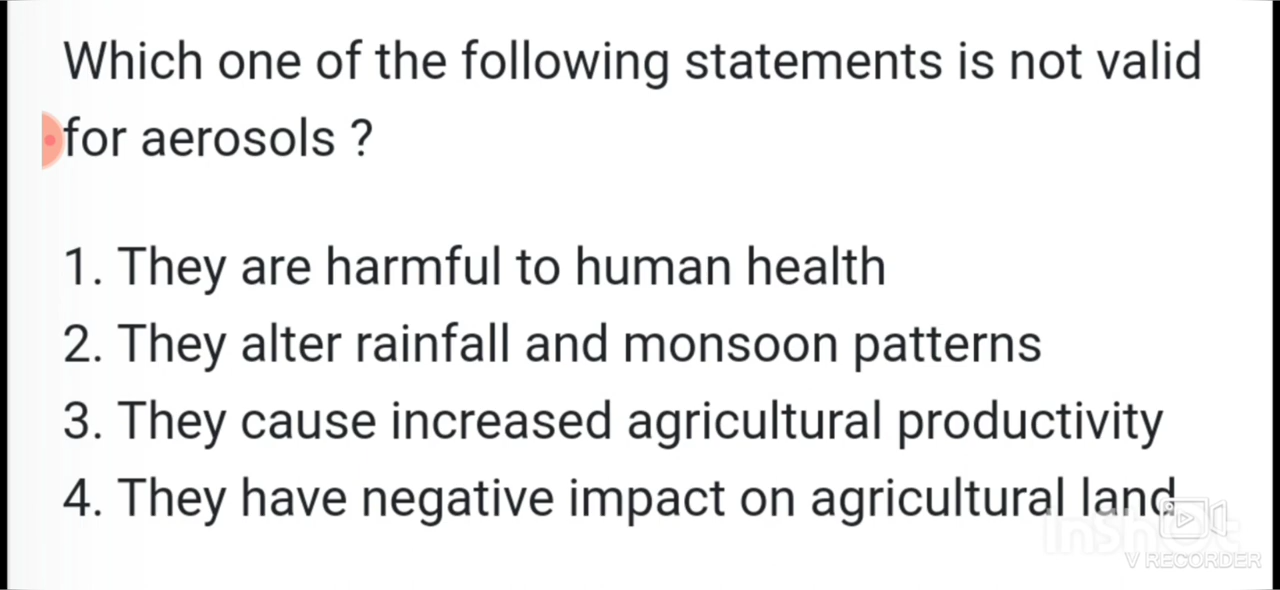 Which one of the following statements is not valid
for aerosols ?
1. They are harmful to human health
2. They alter rainfall and monsoon patterns
3. They cause increased agricultural productivity
4. They have negative impact on agricultural land
InShot
V RECORDER